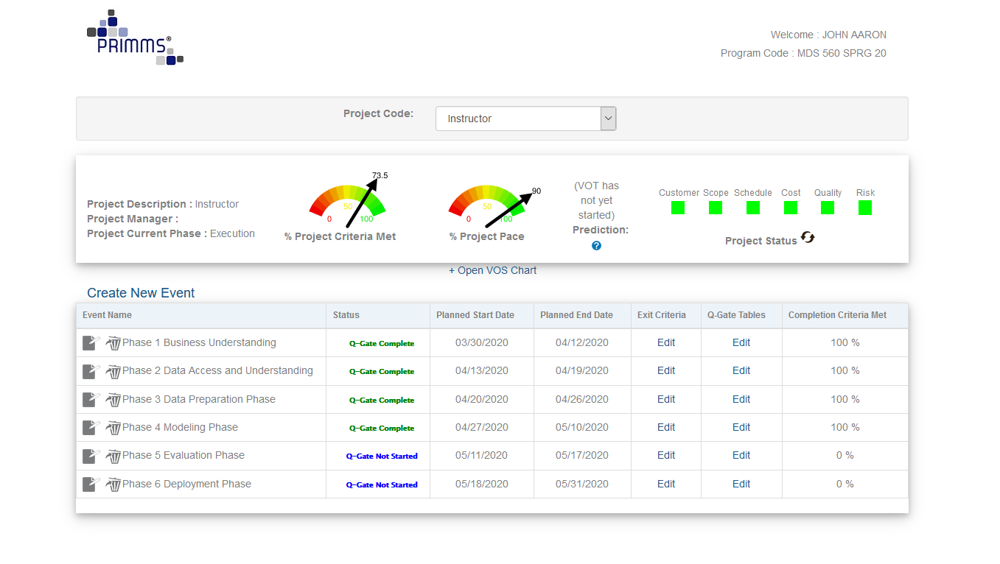 PRIMMS®
Welcome : JOHN AARON
Program Code : MDS 560 SPRG 20
Project Code: Instructor
Project Description : Instructor
Project Manager :
Project Current Phase : Execution
73.5
50
0 100
% Project Criteria Met
90
50
0 100
% Project Pace
(VOT has
not yet
started)
Prediction:
?
Customer Scope Schedule Cost Quality Risk
Project Status
+ Open VOS Chart
Create New Event
Event Name Status Planned Start Date Planned End Date Exit Criteria Q-Gate Tables Completion Criteria Met
Phase 1 Business Understanding Q-Gate Complete 03/30/2020 04/12/2020 Edit Edit 100 %
Phase 2 Data Access and Understanding Q-Gate Complete 04/13/2020 04/19/2020 Edit Edit 100 %
Phase 3 Data Preparation Phase Q-Gate Complete 04/20/2020 04/26/2020 Edit Edit 100 %
Phase 4 Modeling Phase Q-Gate Complete 04/27/2020 05/10/2020 Edit Edit 100 %
Phase 5 Evaluation Phase Q-Gate Not Started 05/11/2020 05/17/2020 Edit Edit 0 %
Phase 6 Deployment Phase Q-Gate Not Started 05/18/2020 05/31/2020 Edit Edit 0 %